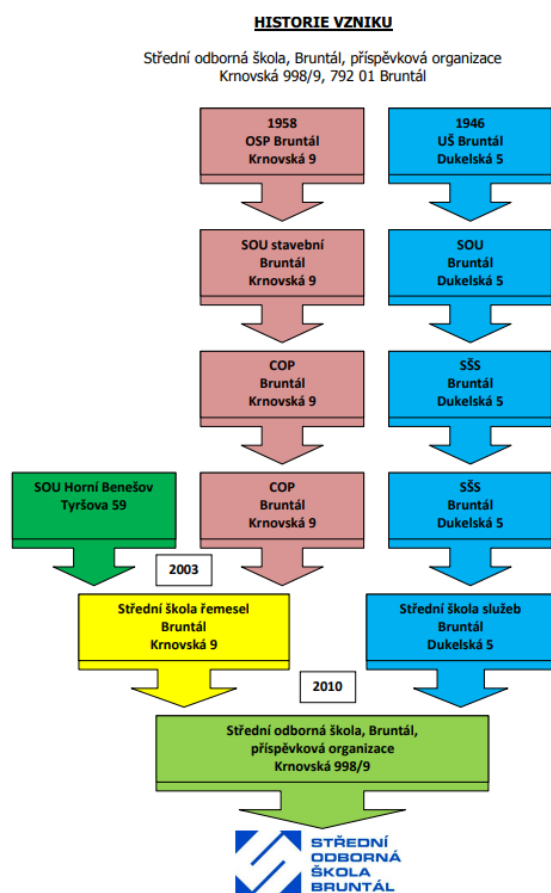 HISTORIE VZNIKU
Střední odborná škola, Bruntál, příspěvková organizace
Krnovská 998/9, 792 01 Bruntál
1958
OSP Bruntál
Krnovská 9
1946
UŠ Bruntál
Dukelská 5
SOU stavební
Bruntál
Krnovská 9
SOU
Bruntál
Dukelská 5
COP
Bruntál
Krnovská 9
SŠS
Bruntál
Dukelská 5
SOU Horní Benešov
Tyršova 59
COP
Bruntál
Krnovská 9
SŠS
Bruntál
Dukelská 5
2003
Střední škola řemesel
Bruntál
Krnovská 9
Střední škola služeb
Bruntál
Dukelská 5
2010
Střední odborná škola, Bruntál,
příspěvková organizace
Krnovská 998/9
STŘEDNÍ
ODBORNÁ
ŠKOLA
BRUNTÁL